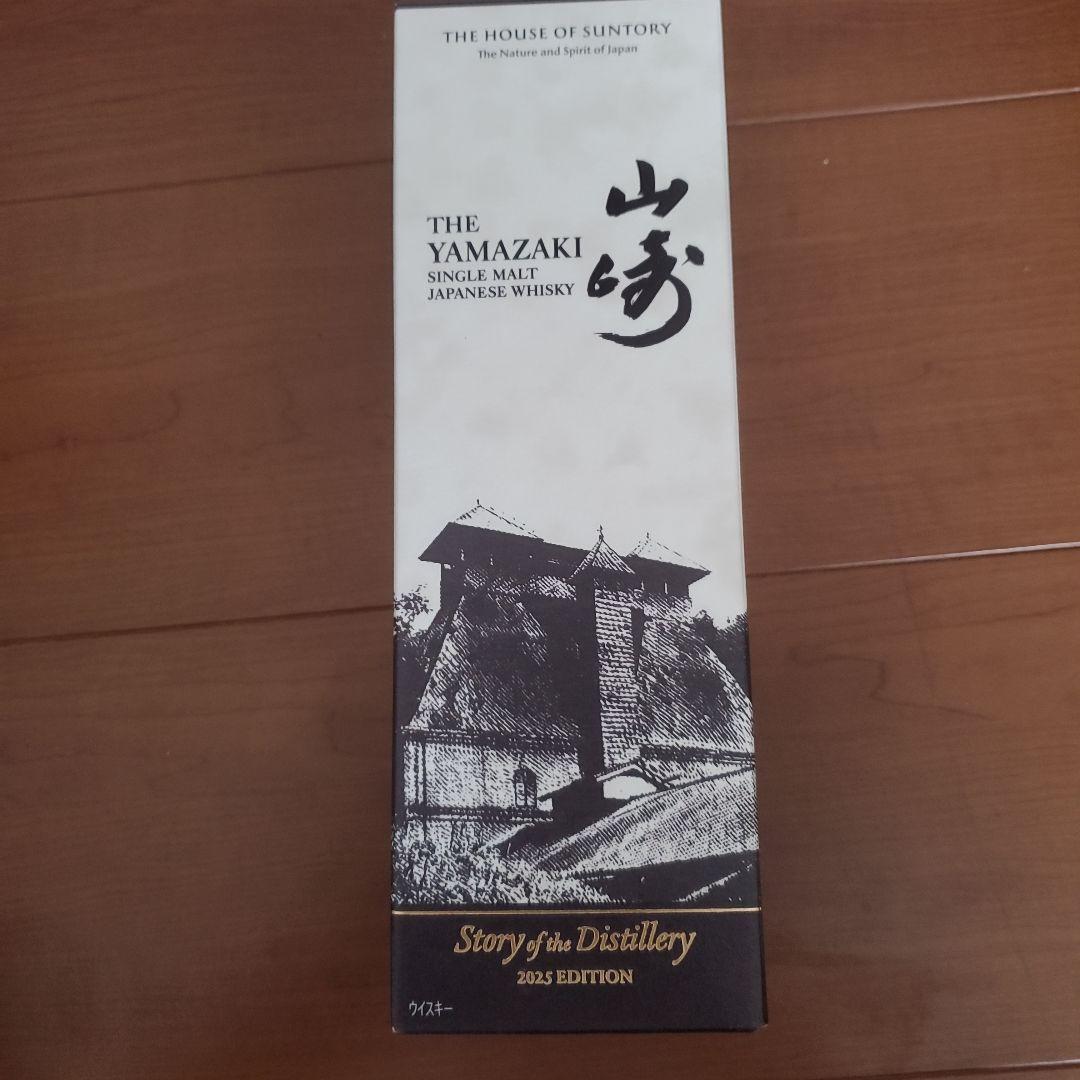 THE HOUSE OF SUNTORY
The Nature and Spirit of Japan
山崎
THE
YAMAZAKI
SINGLE MALT
JAPANESE WHISKY
Story of the Distillery
2025 EDITION
ウイスキー